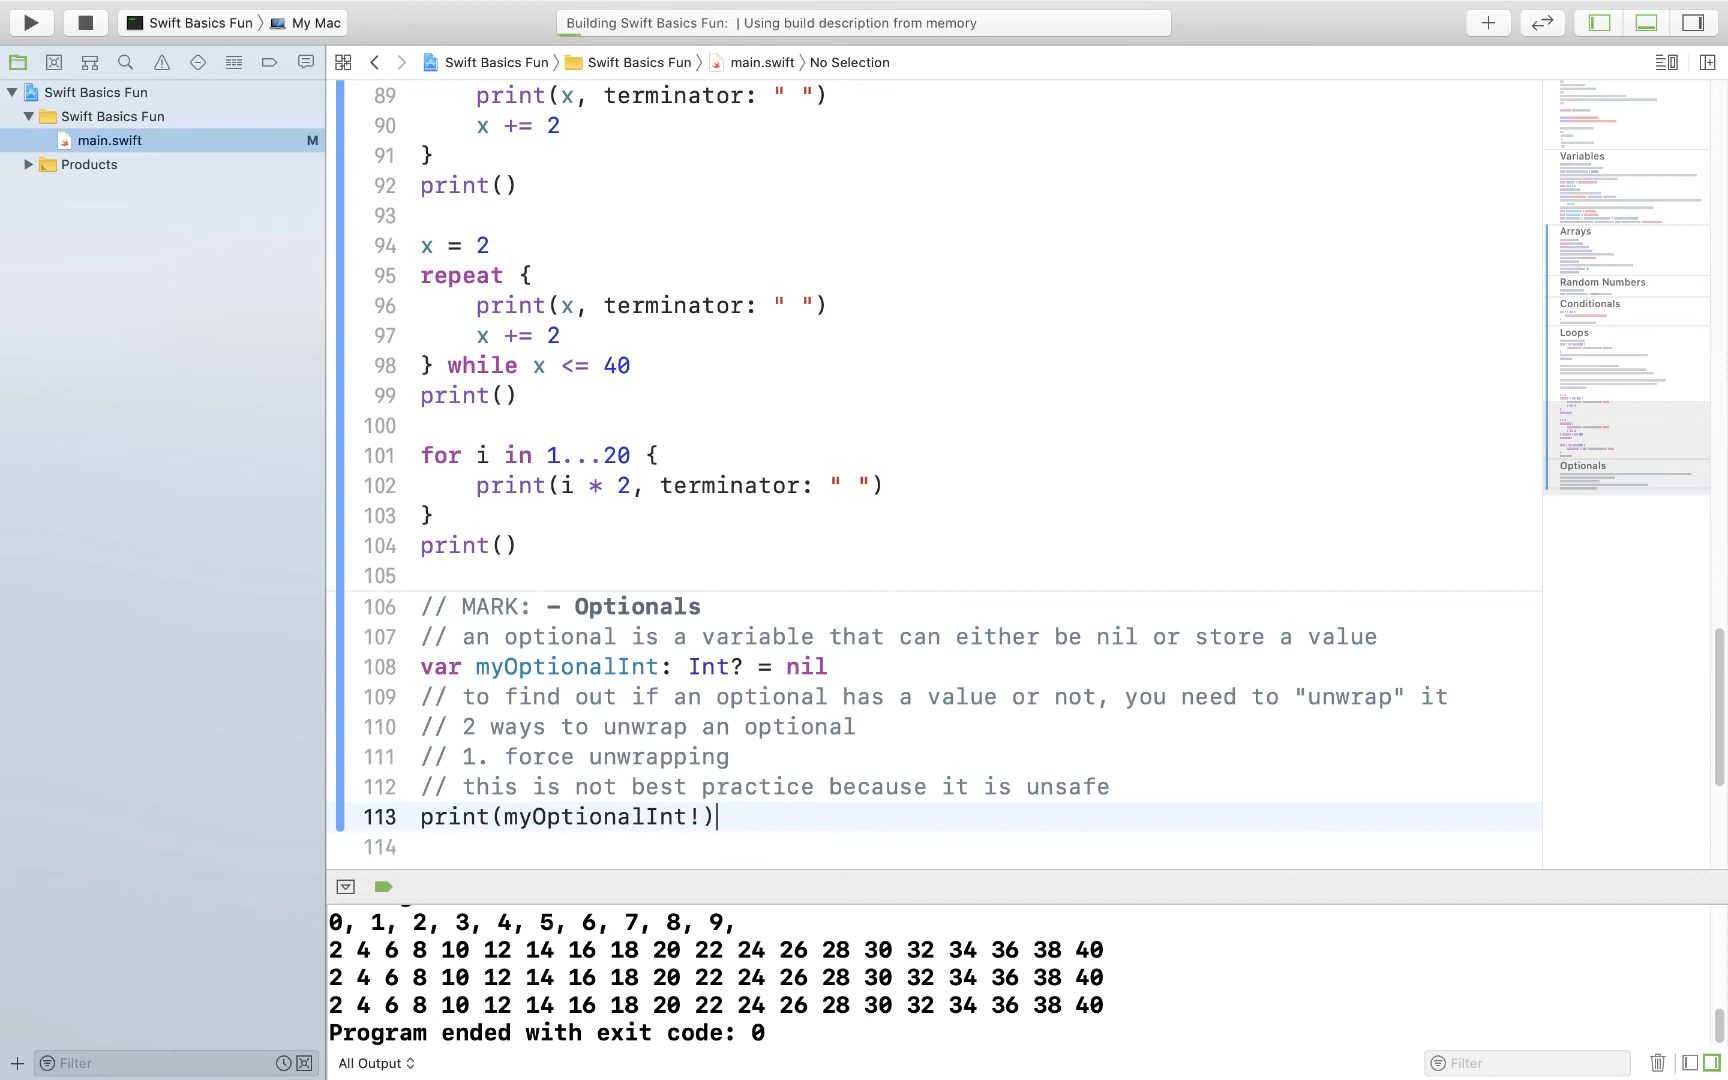 Swift Basics Fun 〉 My Mac
Building Swift Basics Fun: | Using build description from memory
Swift Basics Fun 〉 Swift Basics Fun 〉 main.swift 〉 No Selection
Swift Basics Fun
Swift Basics Fun
main.swift M
Products
89 print(x, terminator: " ")
90 x += 2
91 }
92 print()
93
94 x = 2
95 repeat {
96 print(x, terminator: " ")
97 x += 2
98 } while x <= 40
99 print()
100
101 for i in 1...20 {
102 print(i * 2, terminator: " ")
103 }
104 print()
105
106 // MARK: - Optionals
107 // an optional is a variable that can either be nil or store a value
108 var myOptionalInt: Int? = nil
109 // to find out if an optional has a value or not, you need to "unwrap" it
110 // 2 ways to unwrap an optional
111 // 1. force unwrapping
112 // this is not best practice because it is unsafe
113 print(myOptionalInt!)
114
Variables
Arrays
Random Numbers
Conditionals
Loops
Optionals
0, 1, 2, 3, 4, 5, 6, 7, 8, 9,
2 4 6 8 10 12 14 16 18 20 22 24 26 28 30 32 34 36 38 40
2 4 6 8 10 12 14 16 18 20 22 24 26 28 30 32 34 36 38 40
2 4 6 8 10 12 14 16 18 20 22 24 26 28 30 32 34 36 38 40
Program ended with exit code: 0
Filter
All Output
Filter